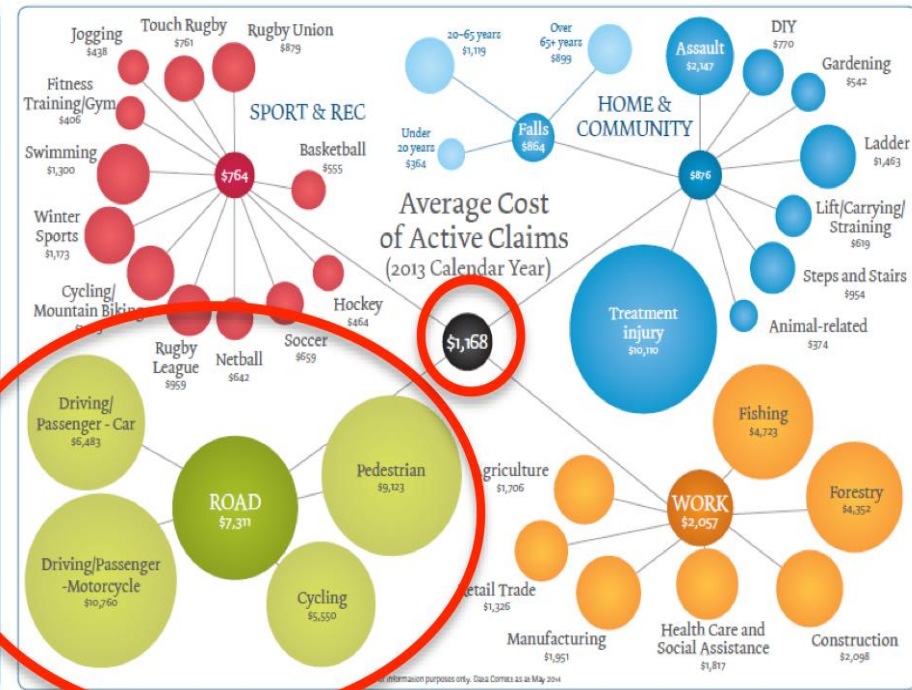 Jogging
$438
Touch Rugby
$761
Rugby Union
$879
Fitness
Training/Gym
$406
SPORT & REC
Swimming
$1,300
Basketball
$555
$764
Winter
Sports
$1,173
Cycling/
Mountain Biking
Rugby
League
$959
Netball
$642
Soccer
$659
Hockey
$464
20-65 years
$1,119
Over
65+ years
$899
Under
20 years
$364
Falls
$864
HOME &
COMMUNITY
Assault
$2,147
DIY
$770
Gardening
$542
Ladder
$1,463
$876
Lift/Carrying/
Straining
$619
Steps and Stairs
$954
Animal-related
$374
Treatment
injury
$10,110
Average Cost
of Active Claims
(2013 Calendar Year)
$1,168
Driving/
Passenger - Car
$6,483
ROAD
$7,311
Pedestrian
$9,123
Driving/Passenger
-Motorcycle
$10,760
Cycling
$5,550
griculture
$1,706
Fishing
$4,723
WORK
$2,057
Forestry
$4,352
etail Trade
$1,326
Manufacturing
$1,951
Health Care and
Social Assistance
$1,817
Construction
$2,098
information purposes only. Data Correct as at May 2014